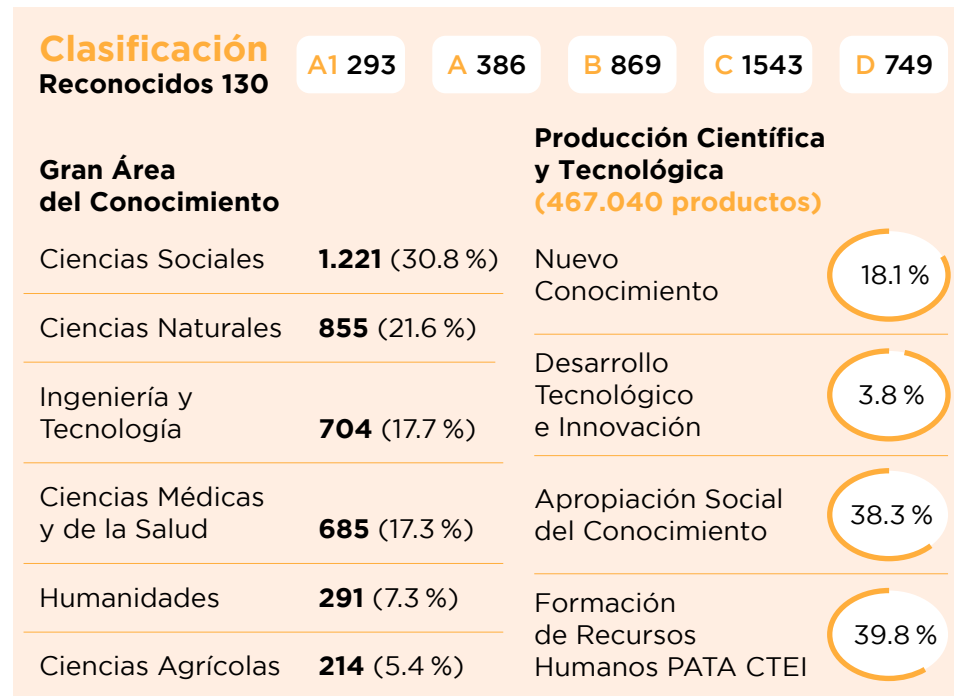 Clasificación
Reconocidos 130
A1 293
A 386
B 869
C 1543
D 749
Gran Área
del Conocimiento
Ciencias Sociales 1.221 (30.8 %)
Ciencias Naturales 855 (21.6 %)
Ingeniería y
Tecnología 704 (17.7 %)
Ciencias Médicas
y de la Salud 685 (17.3 %)
Humanidades 291 (7.3 %)
Ciencias Agrícolas 214 (5.4 %)
Producción Científica
y Tecnológica
(467.040 productos)
Nuevo
Conocimiento
18.1 %
Desarrollo
Tecnológico
e Innovación
3.8 %
Apropiación Social
del Conocimiento
38.3 %
Formación
de Recursos
Humanos PATA CTEI
39.8 %